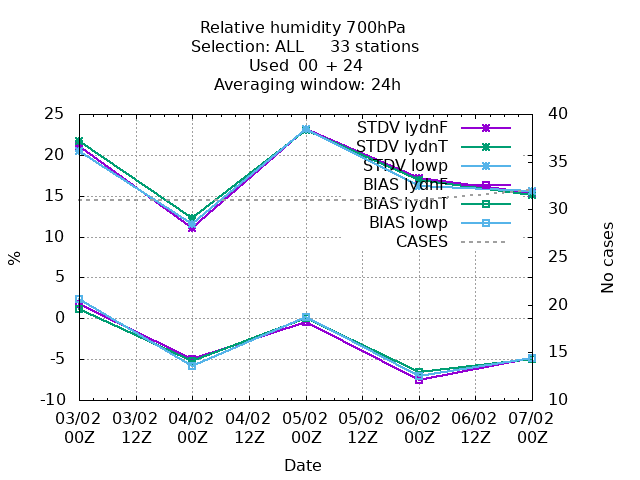 Relative humidity 700hPa
Selection: ALL 33 stations
Used 00 + 24
Averaging window: 24h
25 40
STDV lydnF
STDV lydnT
20 35
STDV lowp
BIAS lydnF
15 30
BIAS lydnT
BIAS lowp
CASES
10 25
%
No cases
5 20
0 15
-5
-10 10
03/02 03/02 04/02 04/02 05/02 05/02 06/02 06/02 07/02
00Z 12Z 00Z 12Z 00Z 12Z 00Z 12Z 00Z
Date